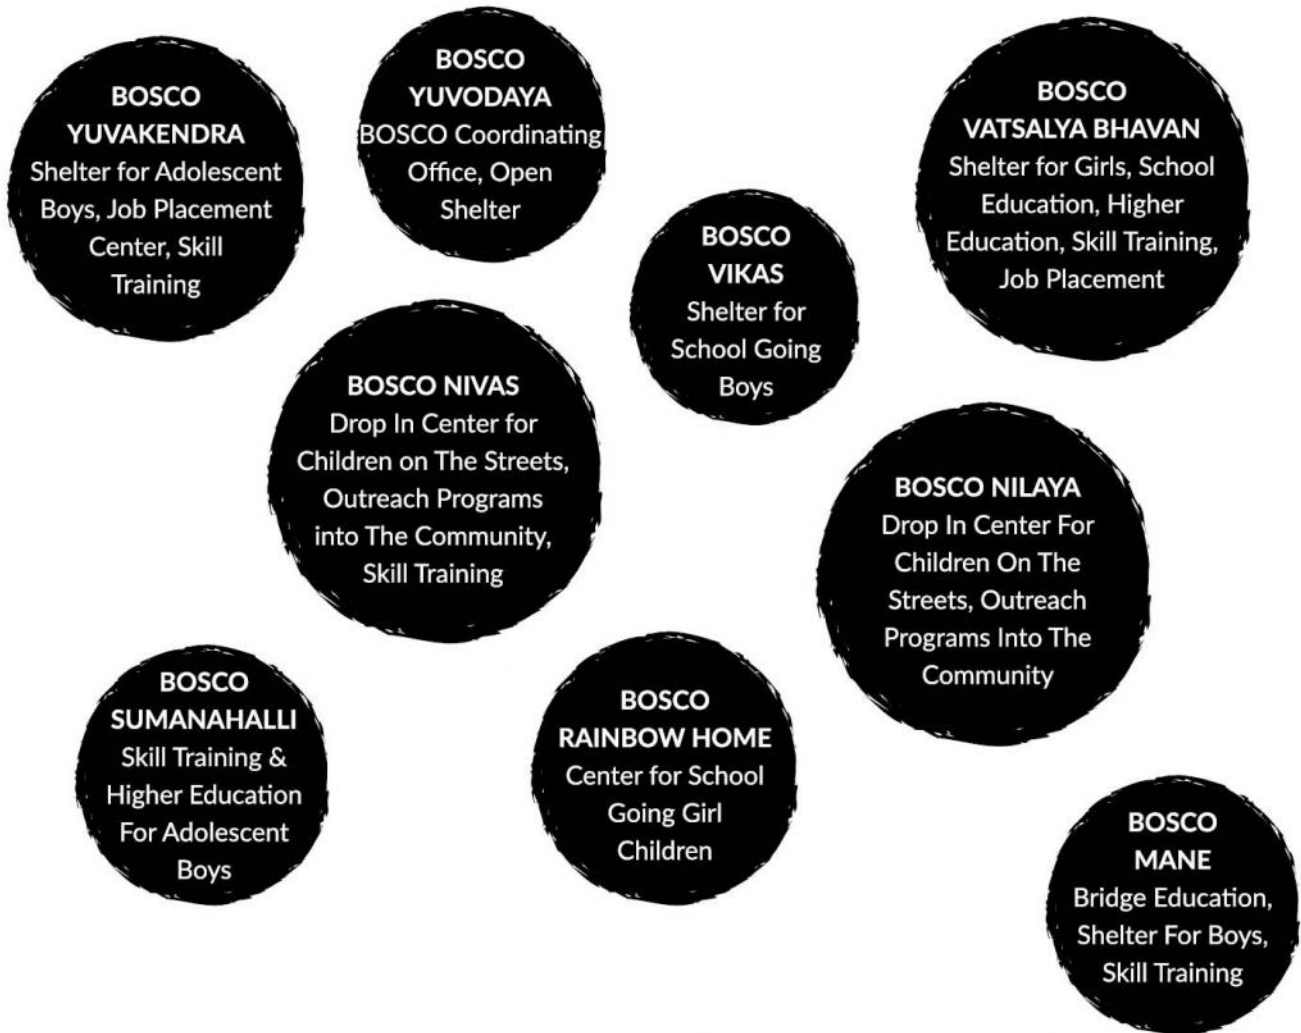 BOSCO
YUVAKENDRA
Shelter for Adolescent
Boys, Job Placement
Center, Skill
Training
BOSCO
YUVODAYA
BOSCO Coordinating
Office, Open
Shelter
BOSCO
VATSALYA BHAVAN
Shelter for Girls, School
Education, Higher
Education, Skill Training,
Job Placement
BOSCO
VIKAS
Shelter for
School Going
Boys
BOSCO NIVAS
Drop In Center for
Children on The Streets,
Outreach Programs
into The Community,
Skill Training
BOSCO NILAYA
Drop In Center For
Children On The
Streets, Outreach
Programs Into The
Community
BOSCO
SUMANAHALLI
Skill Training &
Higher Education
For Adolescent
Boys
BOSCO
RAINBOW HOME
Center for School
Going Girl
Children
BOSCO
MANE
Bridge Education,
Shelter For Boys,
Skill Training